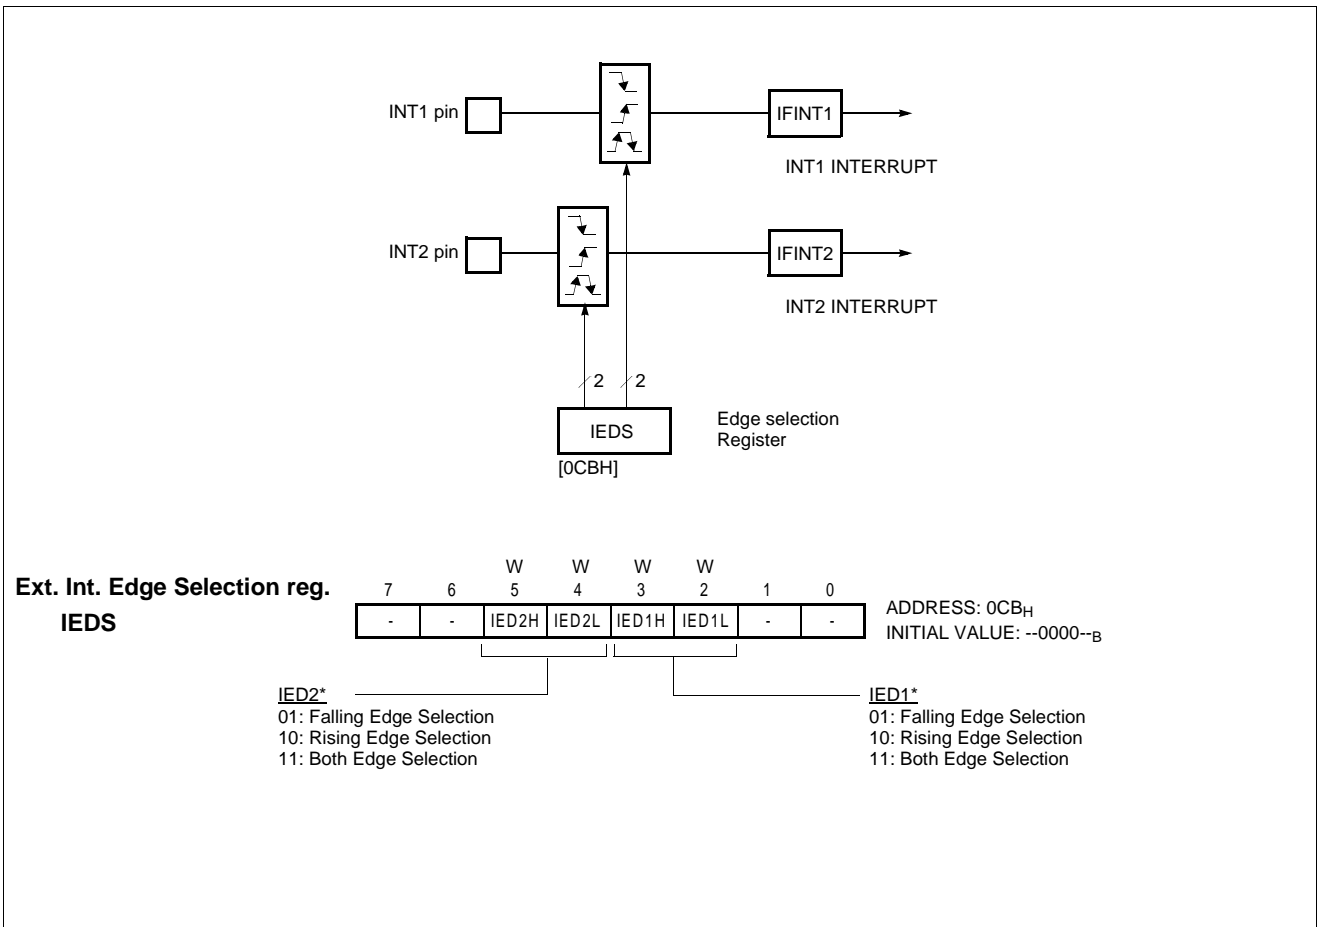 INT1 pin
IFINT1
INT1 INTERRUPT
INT2 pin
IFINT2
INT2 INTERRUPT
2 2
IEDS
Edge selection
Register
[0CBH]
W W W W
Ext. Int. Edge Selection reg.
7 6 5 4 3 2 1 0
IEDS
- - IED2H IED2L IED1H IED1L - -
ADDRESS: 0CBH
INITIAL VALUE: --0000--B
IED2*
01: Falling Edge Selection
10: Rising Edge Selection
11: Both Edge Selection
IED1*
01: Falling Edge Selection
10: Rising Edge Selection
11: Both Edge Selection